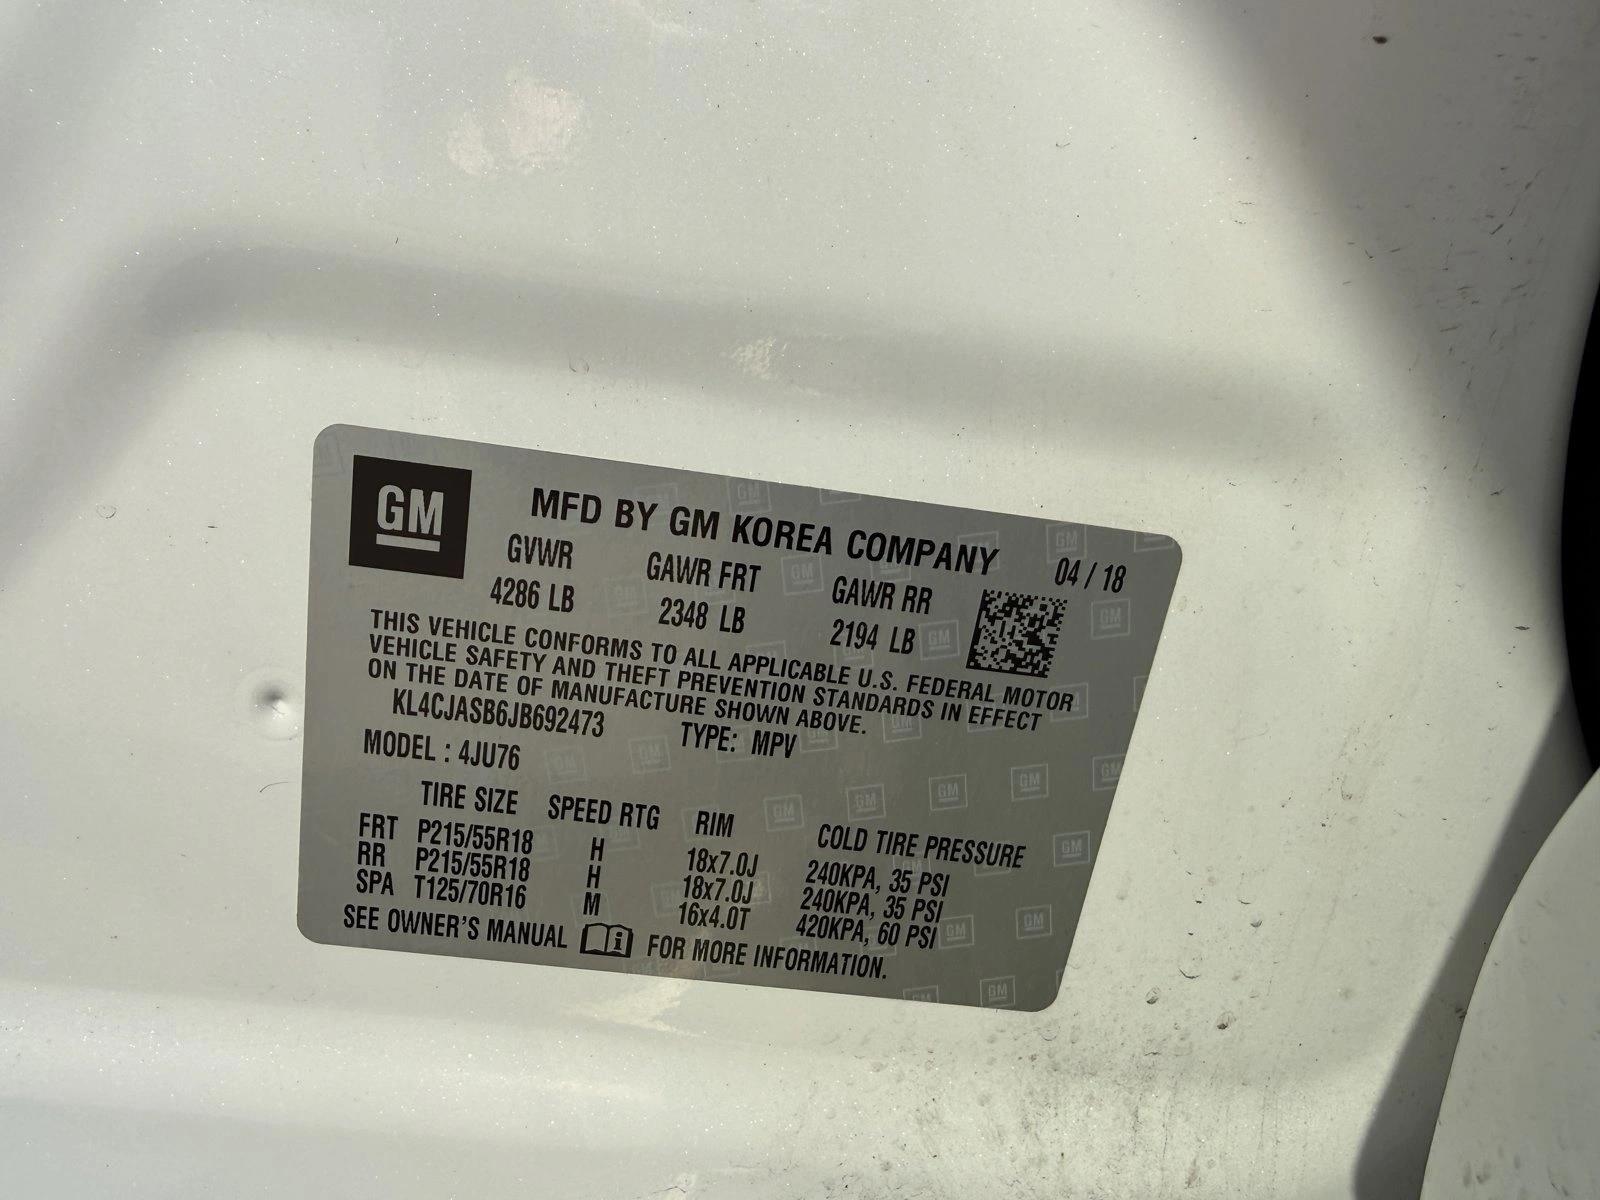 GM
MFD BY GM KOREA COMPANY 04 / 18
GVWR GAWR FRT GAWR RR
4286 LB 2348 LB 2194 LB
THIS VEHICLE CONFORMS TO ALL APPLICABLE U.S. FEDERAL MOTOR
VEHICLE SAFETY AND THEFT PREVENTION STANDARDS IN EFFECT
ON THE DATE OF MANUFACTURE SHOWN ABOVE.
KL4CJASB6JB692473 TYPE: MPV
MODEL : 4JU76
TIRE SIZE SPEED RTG RIM COLD TIRE PRESSURE
FRT P215/55R18 H 18x7.0J 240KPA, 35 PSI
RR P215/55R18 H 18x7.0J 240KPA, 35 PSI
SPA T125/70R16 M 16x4.0T 420KPA, 60 PSI
SEE OWNER'S MANUAL i FOR MORE INFORMATION.